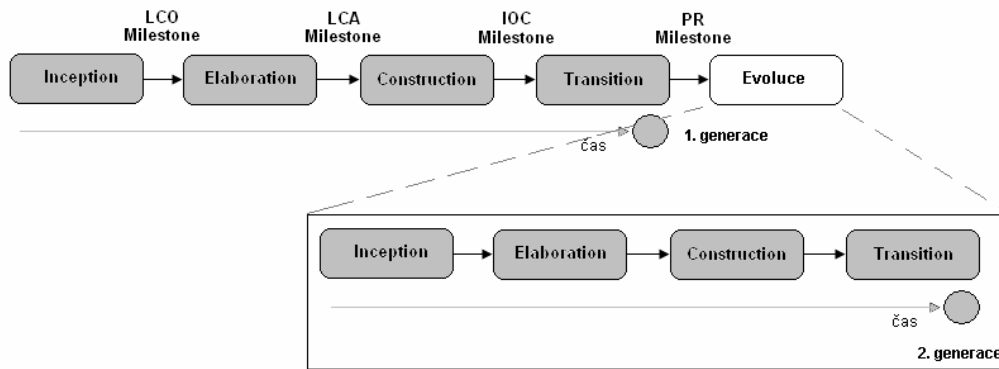 LCO
Milestone
LCA
Milestone
IOC
Milestone
PR
Milestone
Inception
Elaboration
Construction
Transition
Evoluce
čas
1. generace
Inception
Elaboration
Construction
Transition
čas
2. generace